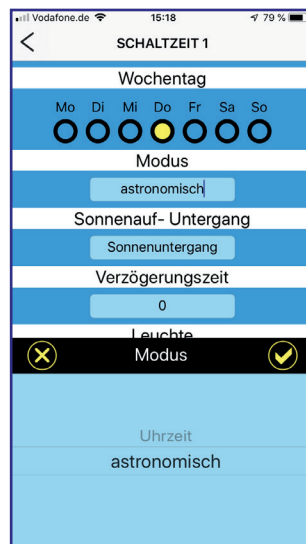 Vodafone.de 15:18 79 %
SCHALTZEIT 1
Wochentag
Mo Di Mi Do Fr Sa So
Modus
astronomisch
Sonnenauf- Untergang
Sonnenuntergang
Verzögerungszeit
0
Leuchte
Modus
Uhrzeit
astronomisch